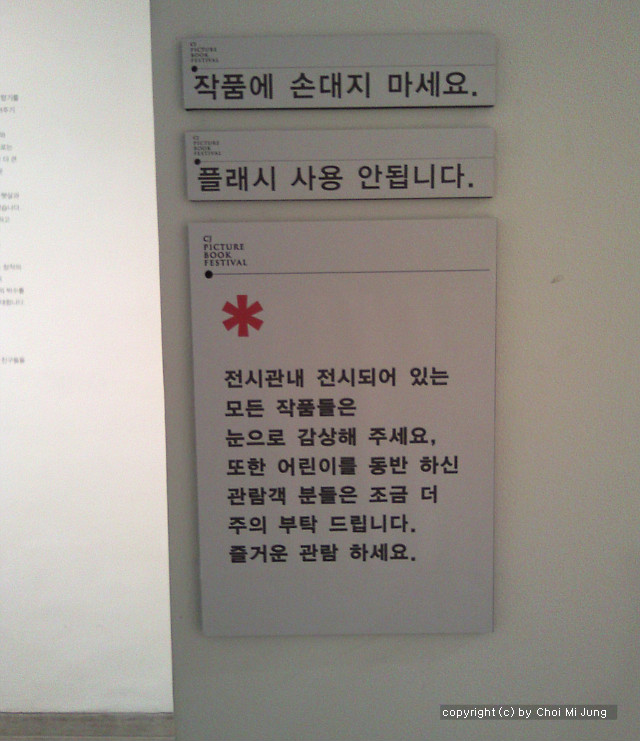 CJ
PICTURE
BOOK
FESTIVAL
작품에 손대지 마세요.
CJ
PICTURE
BOOK
FESTIVAL
플래시 사용 안됩니다.
CJ
PICTURE
BOOK
FESTIVAL
*
전시관내 전시되어 있는
모든 작품들은
눈으로 감상해 주세요,
또한 어린이를 동반 하신
관람객 분들은 조금 더
주의 부탁 드립니다.
즐거운 관람 하세요.
copyright (c) by Choi Mi Jung